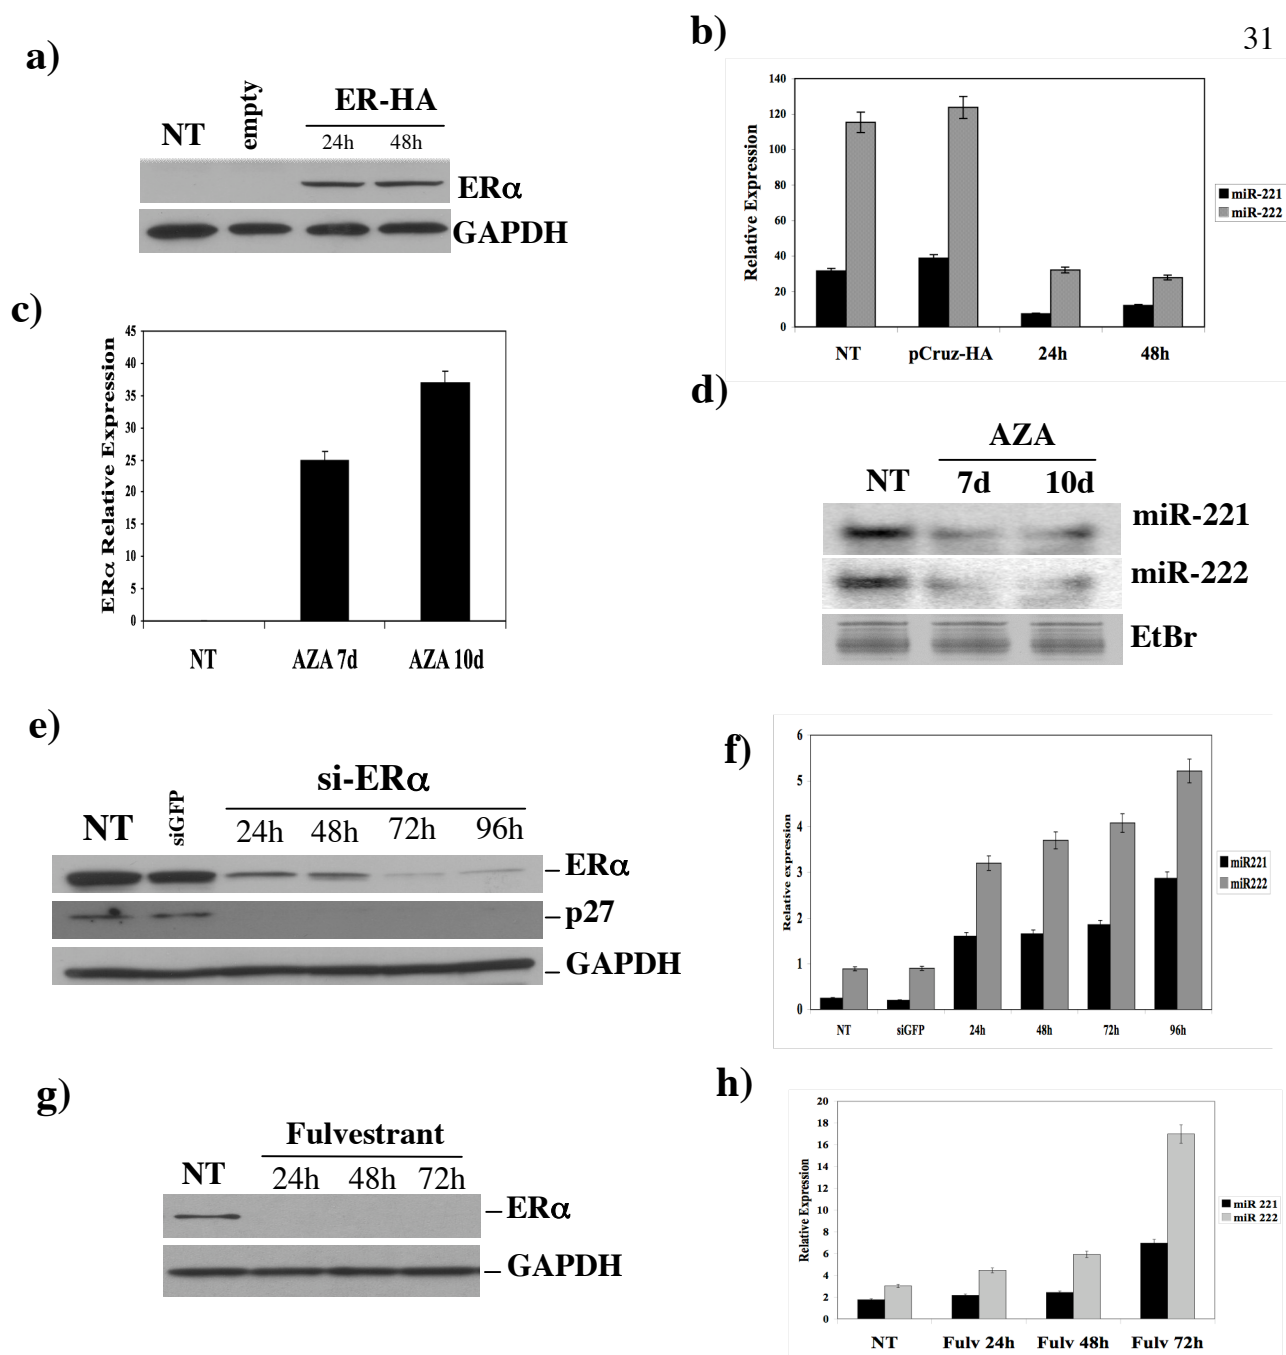 31
a)
NT empty ER-HA
24h 48h
ERα
GAPDH
b)
140
120
100
80
60
40
20
0
Relative Expression
NT pCruz-HA 24h 48h
miR-221
miR-222
c)
45
40
35
30
25
20
15
10
5
0
ERα Relative Expression
NT AZA 7d AZA 10d
d)
AZA
NT 7d 10d
miR-221
miR-222
EtBr
e)
si-ERα
NT siGFP 24h 48h 72h 96h
– ERα
– p27
– GAPDH
f)
6
5
4
3
2
1
0
Relative expression
NT siGFP 24h 48h 72h 96h
miR221
miR222
g)
Fulvestrant
NT 24h 48h 72h
– ERα
– GAPDH
h)
20
18
16
14
12
10
8
6
4
2
0
Relative Expression
NT Fulv 24h Fulv 48h Fulv 72h
miR 221
miR 222